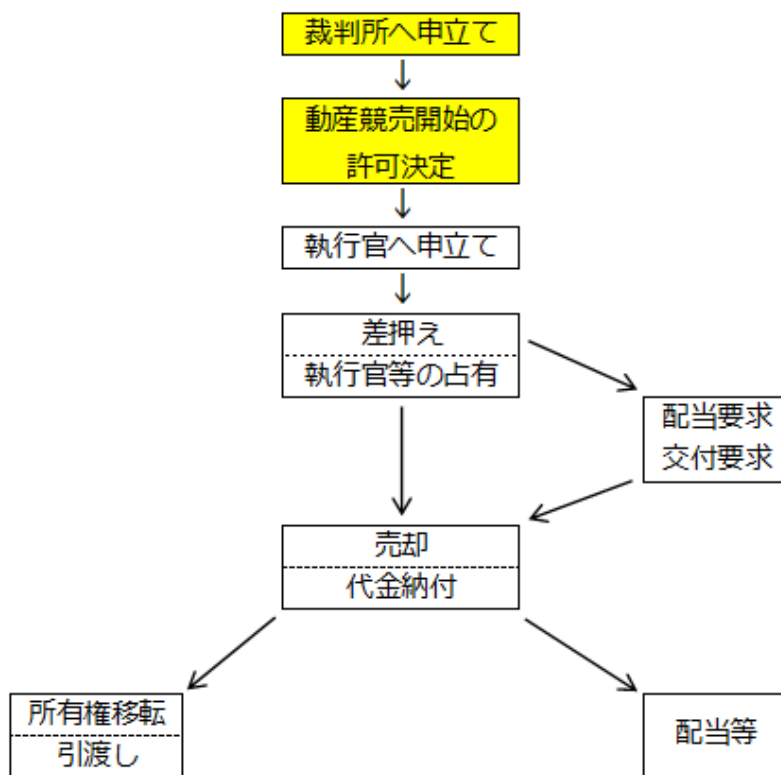 裁判所へ申立て
↓
動産競売開始の
許可決定
↓
執行官へ申立て
↓
差押え
執行官等の占有
配当要求
交付要求
売却
代金納付
所有権移転
引渡し
配当等